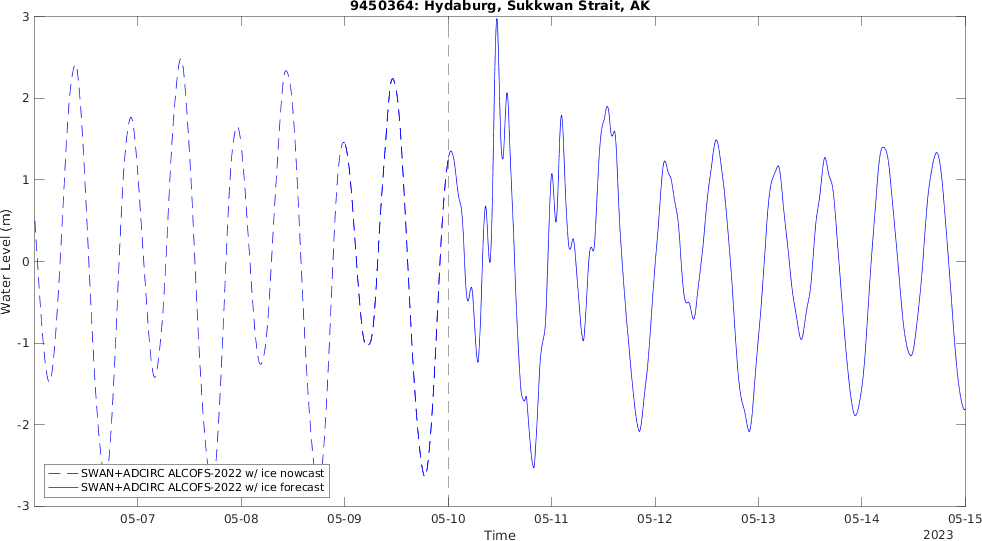 9450364: Hydaburg, Sukkwan Strait, AK
3
2
1
0
-1
-2
-3
Water Level (m)
SWAN+ADCIRC ALCOFS-2022 w/ ice nowcast
SWAN+ADCIRC ALCOFS-2022 w/ ice forecast
05-07 05-08 05-09 05-10 05-11 05-12 05-13 05-14 05-15
Time
2023